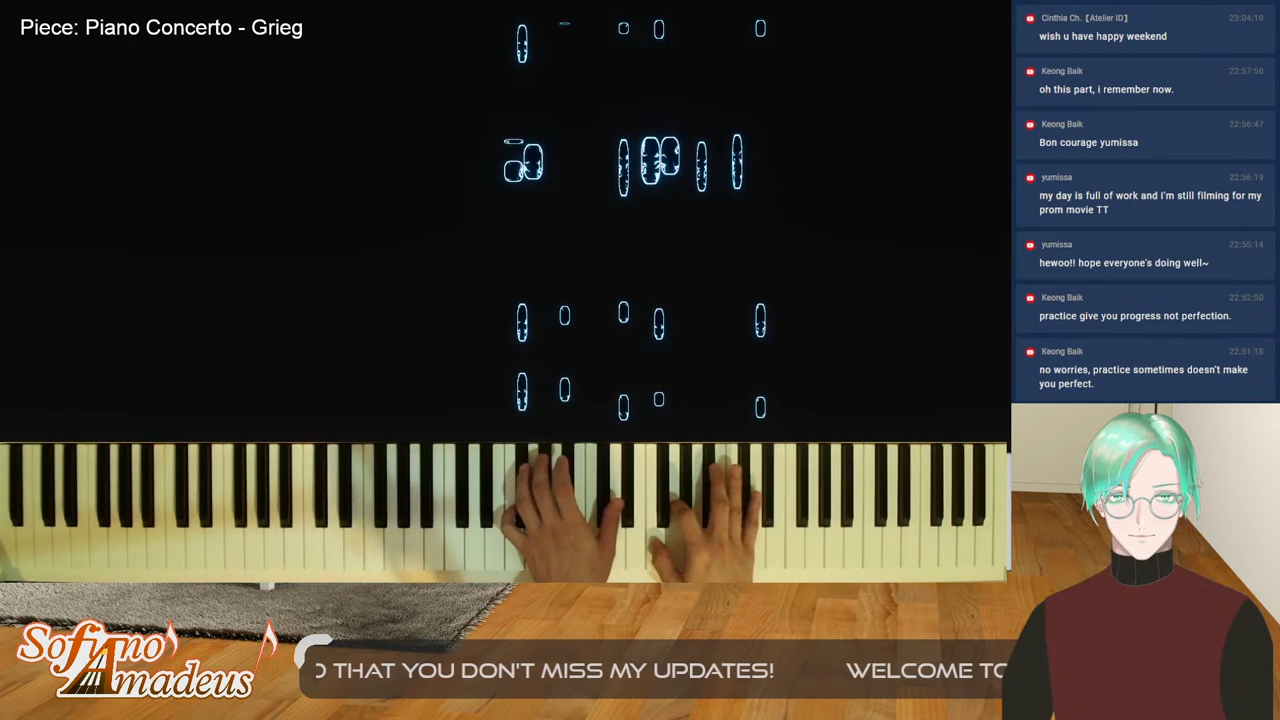 Piece: Piano Concerto - Grieg
Cinthia Ch.【Atelier ID】 23:04:10
wish u have happy weekend
Keong Baik 22:57:50
oh this part, i remember now.
Keong Baik 22:56:47
Bon courage yumissa
yumissa 22:56:19
my day is full of work and I'm still filming for my
prom movie TT
yumissa 22:55:14
hewoo!! hope everyone's doing well~
Keong Baik 22:52:50
practice give you progress not perfection.
Keong Baik 22:51:18
no worries, practice sometimes doesn't make
you perfect.
Sofiano
Amadeus
THAT YOU DON'T MISS MY UPDATES! WELCOME TO